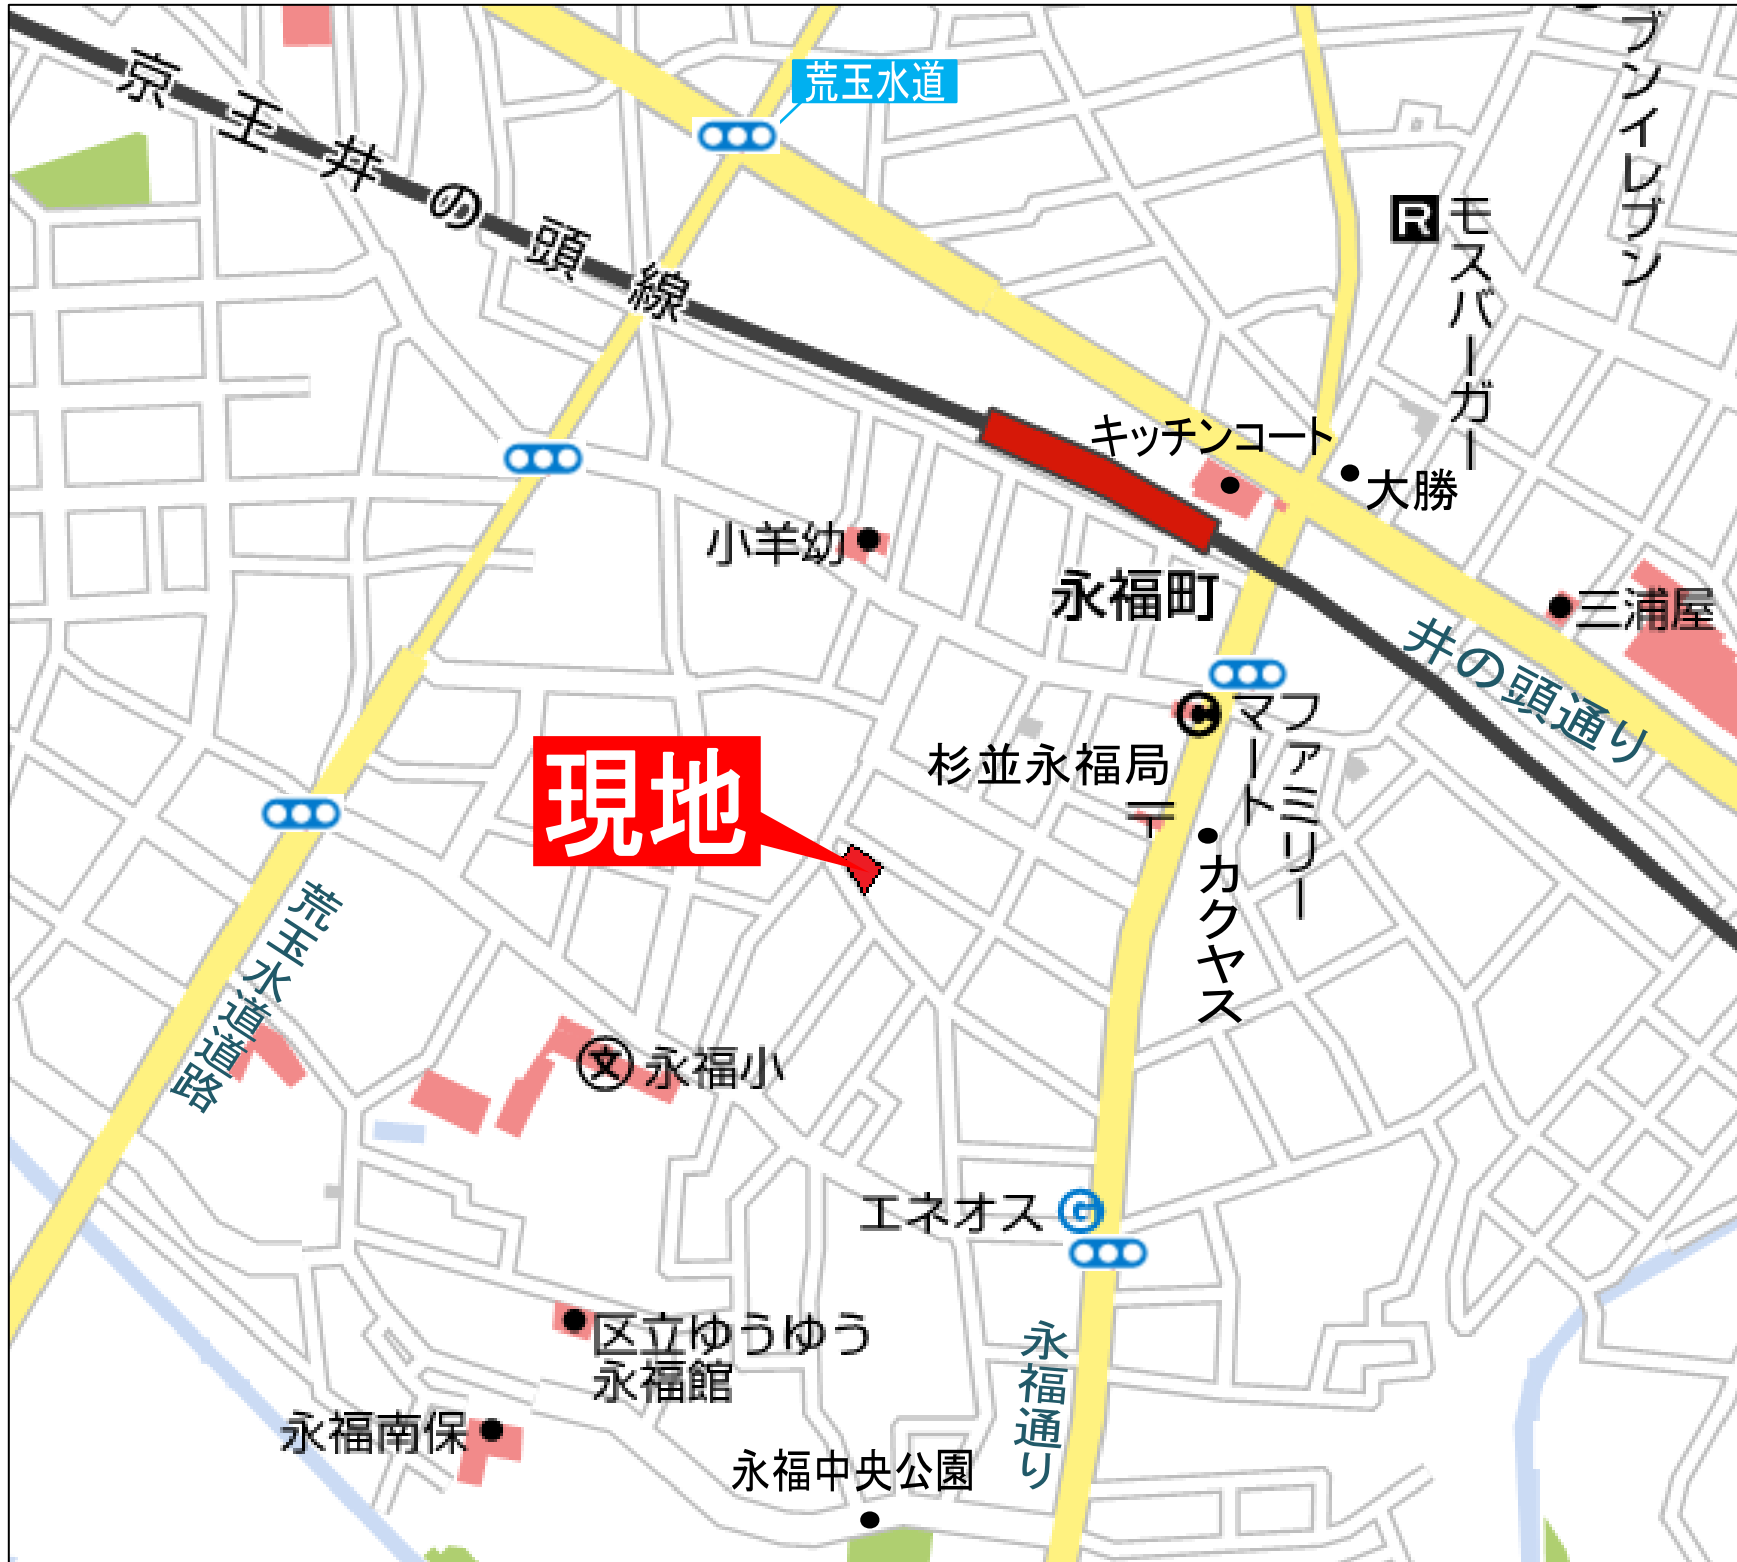 荒玉水道
京王井の頭線
ブンイレブン
R
モスバーガー
キッチンコート
大勝
小羊幼
永福町
三浦屋
井の頭通り
C
ファミリー
マート
杉並永福局
〒
現地
カクヤス
荒玉水道道路
文
永福小
エネオス
G
区立ゆうゆう
永福館
永福通り
永福南保
永福中央公園